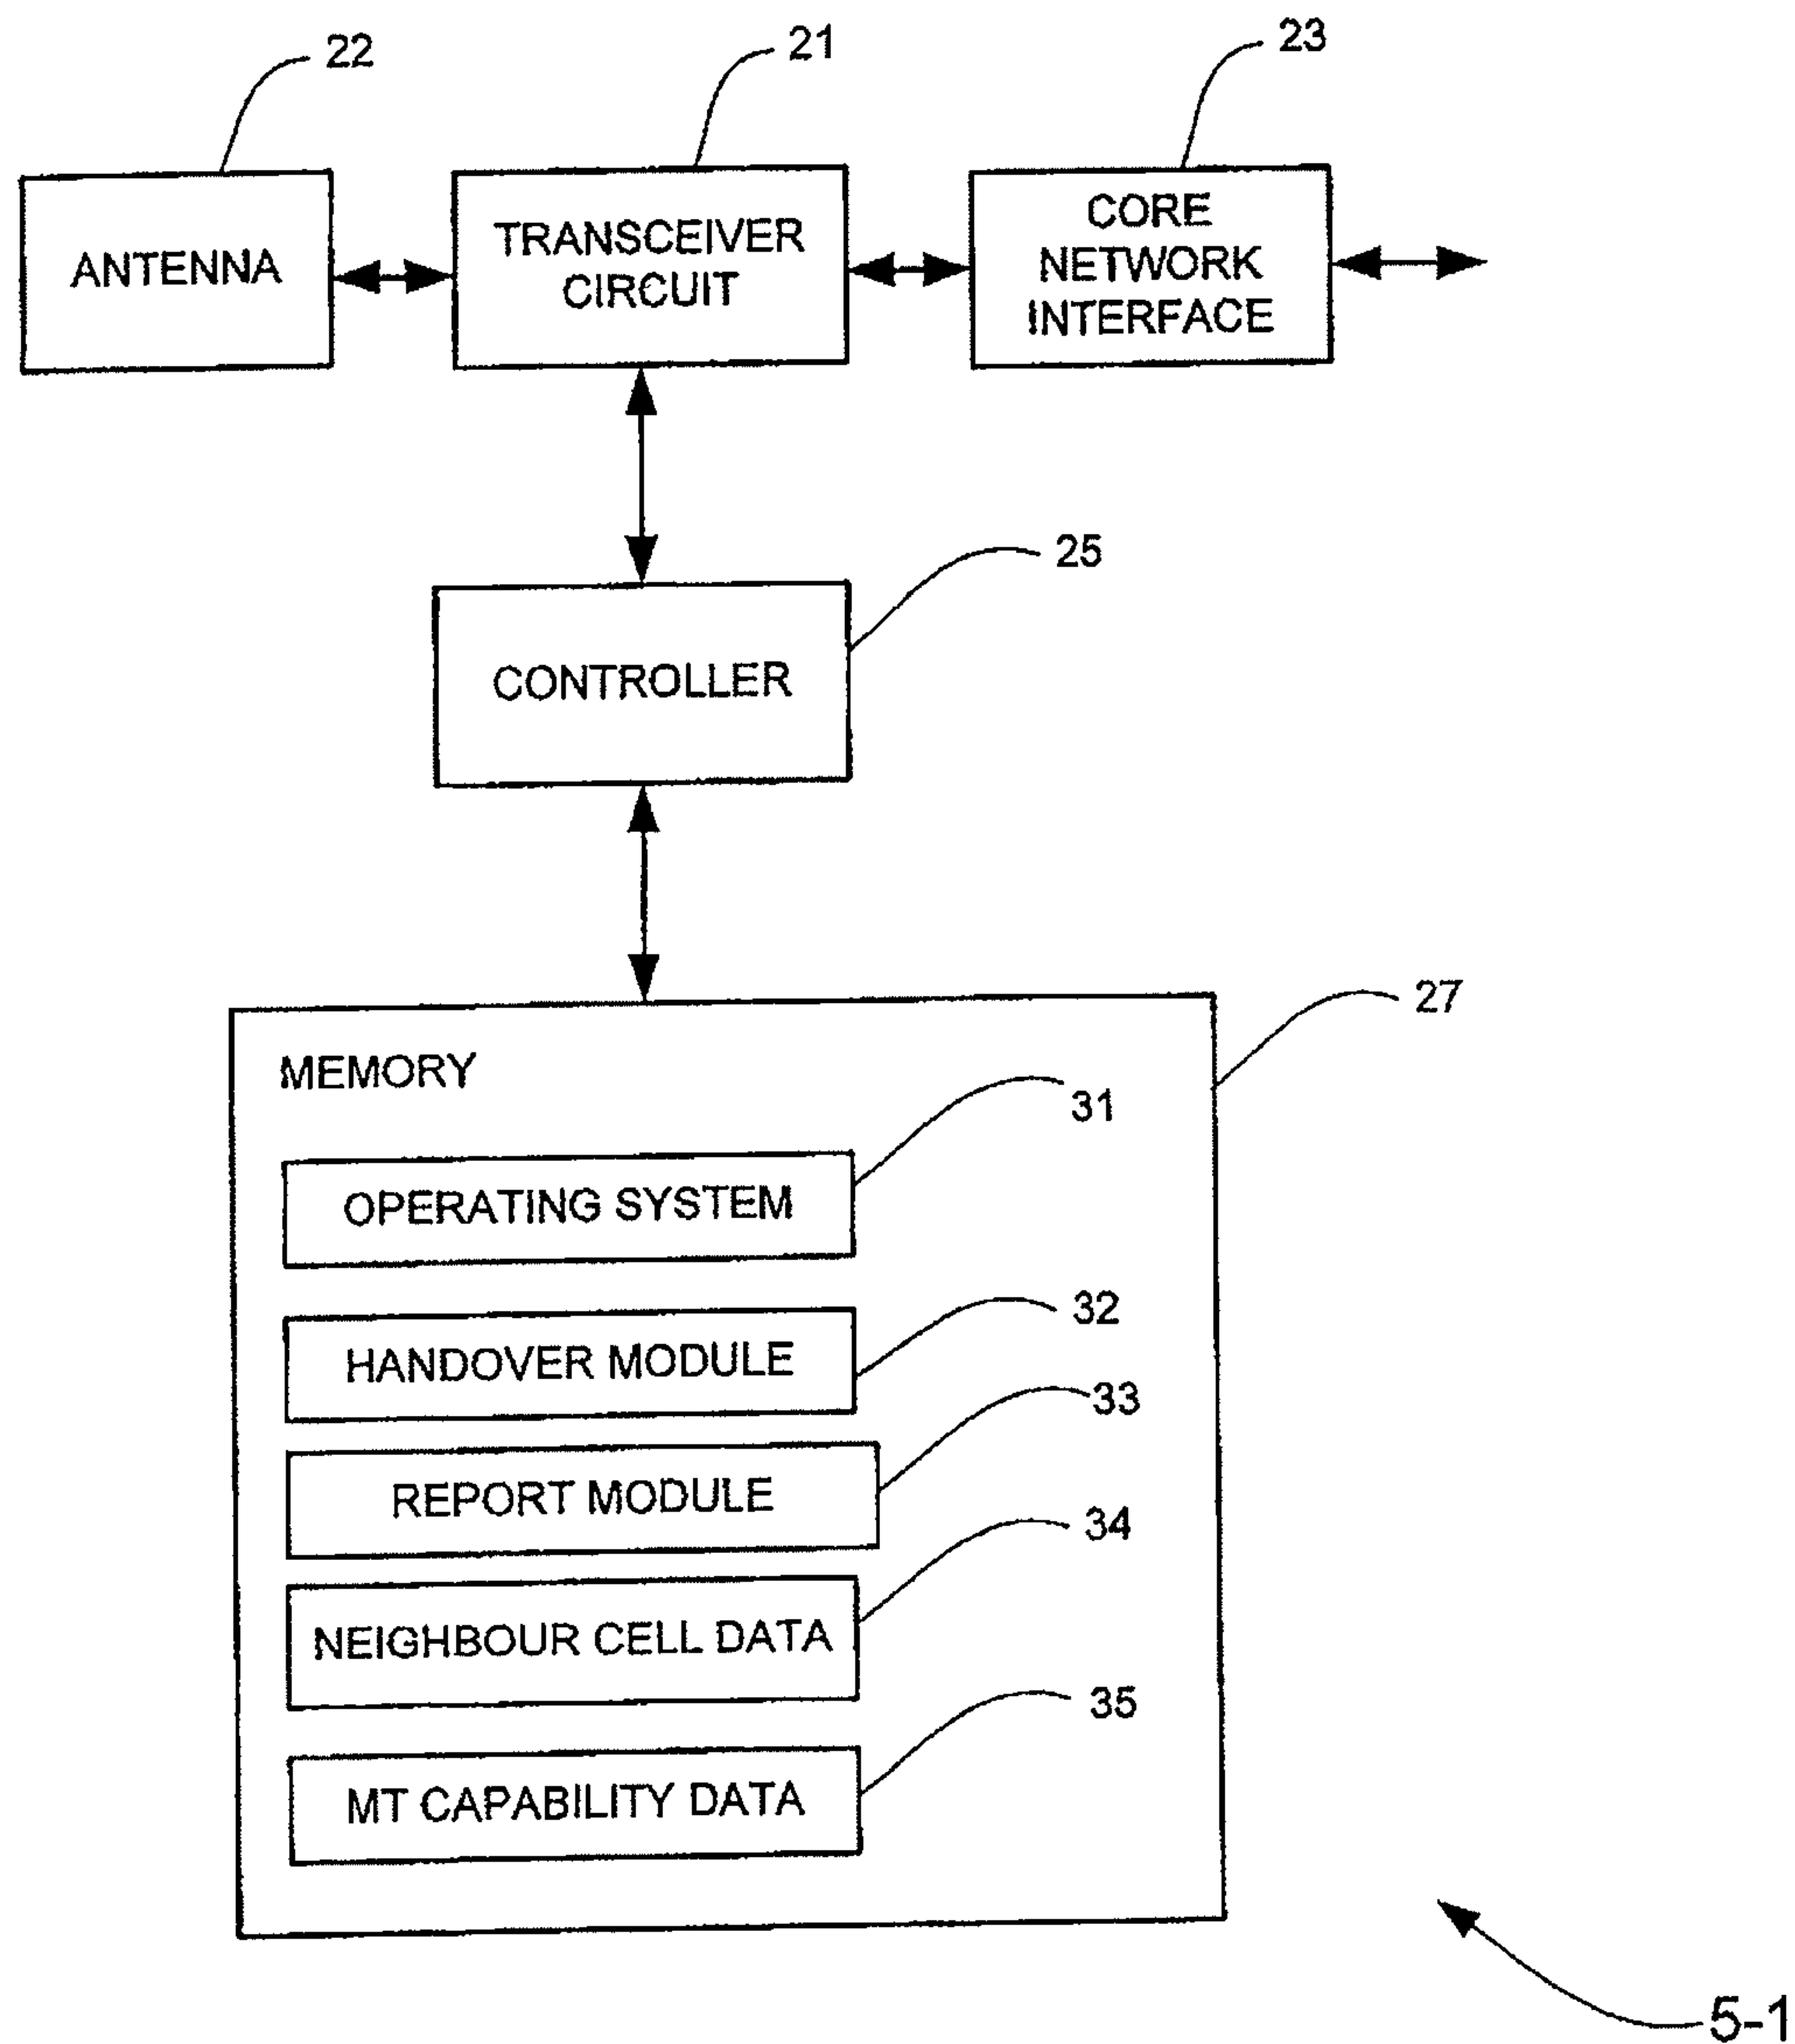 22
21
23
ANTENNA
TRANSCEIVER
CIRCUIT
CORE
NETWORK
INTERFACE
25
CONTROLLER
27
MEMORY
31
OPERATING SYSTEM
32
HANDOVER MODULE
33
REPORT MODULE
34
NEIGHBOUR CELL DATA
35
MT CAPABILITY DATA
5-1